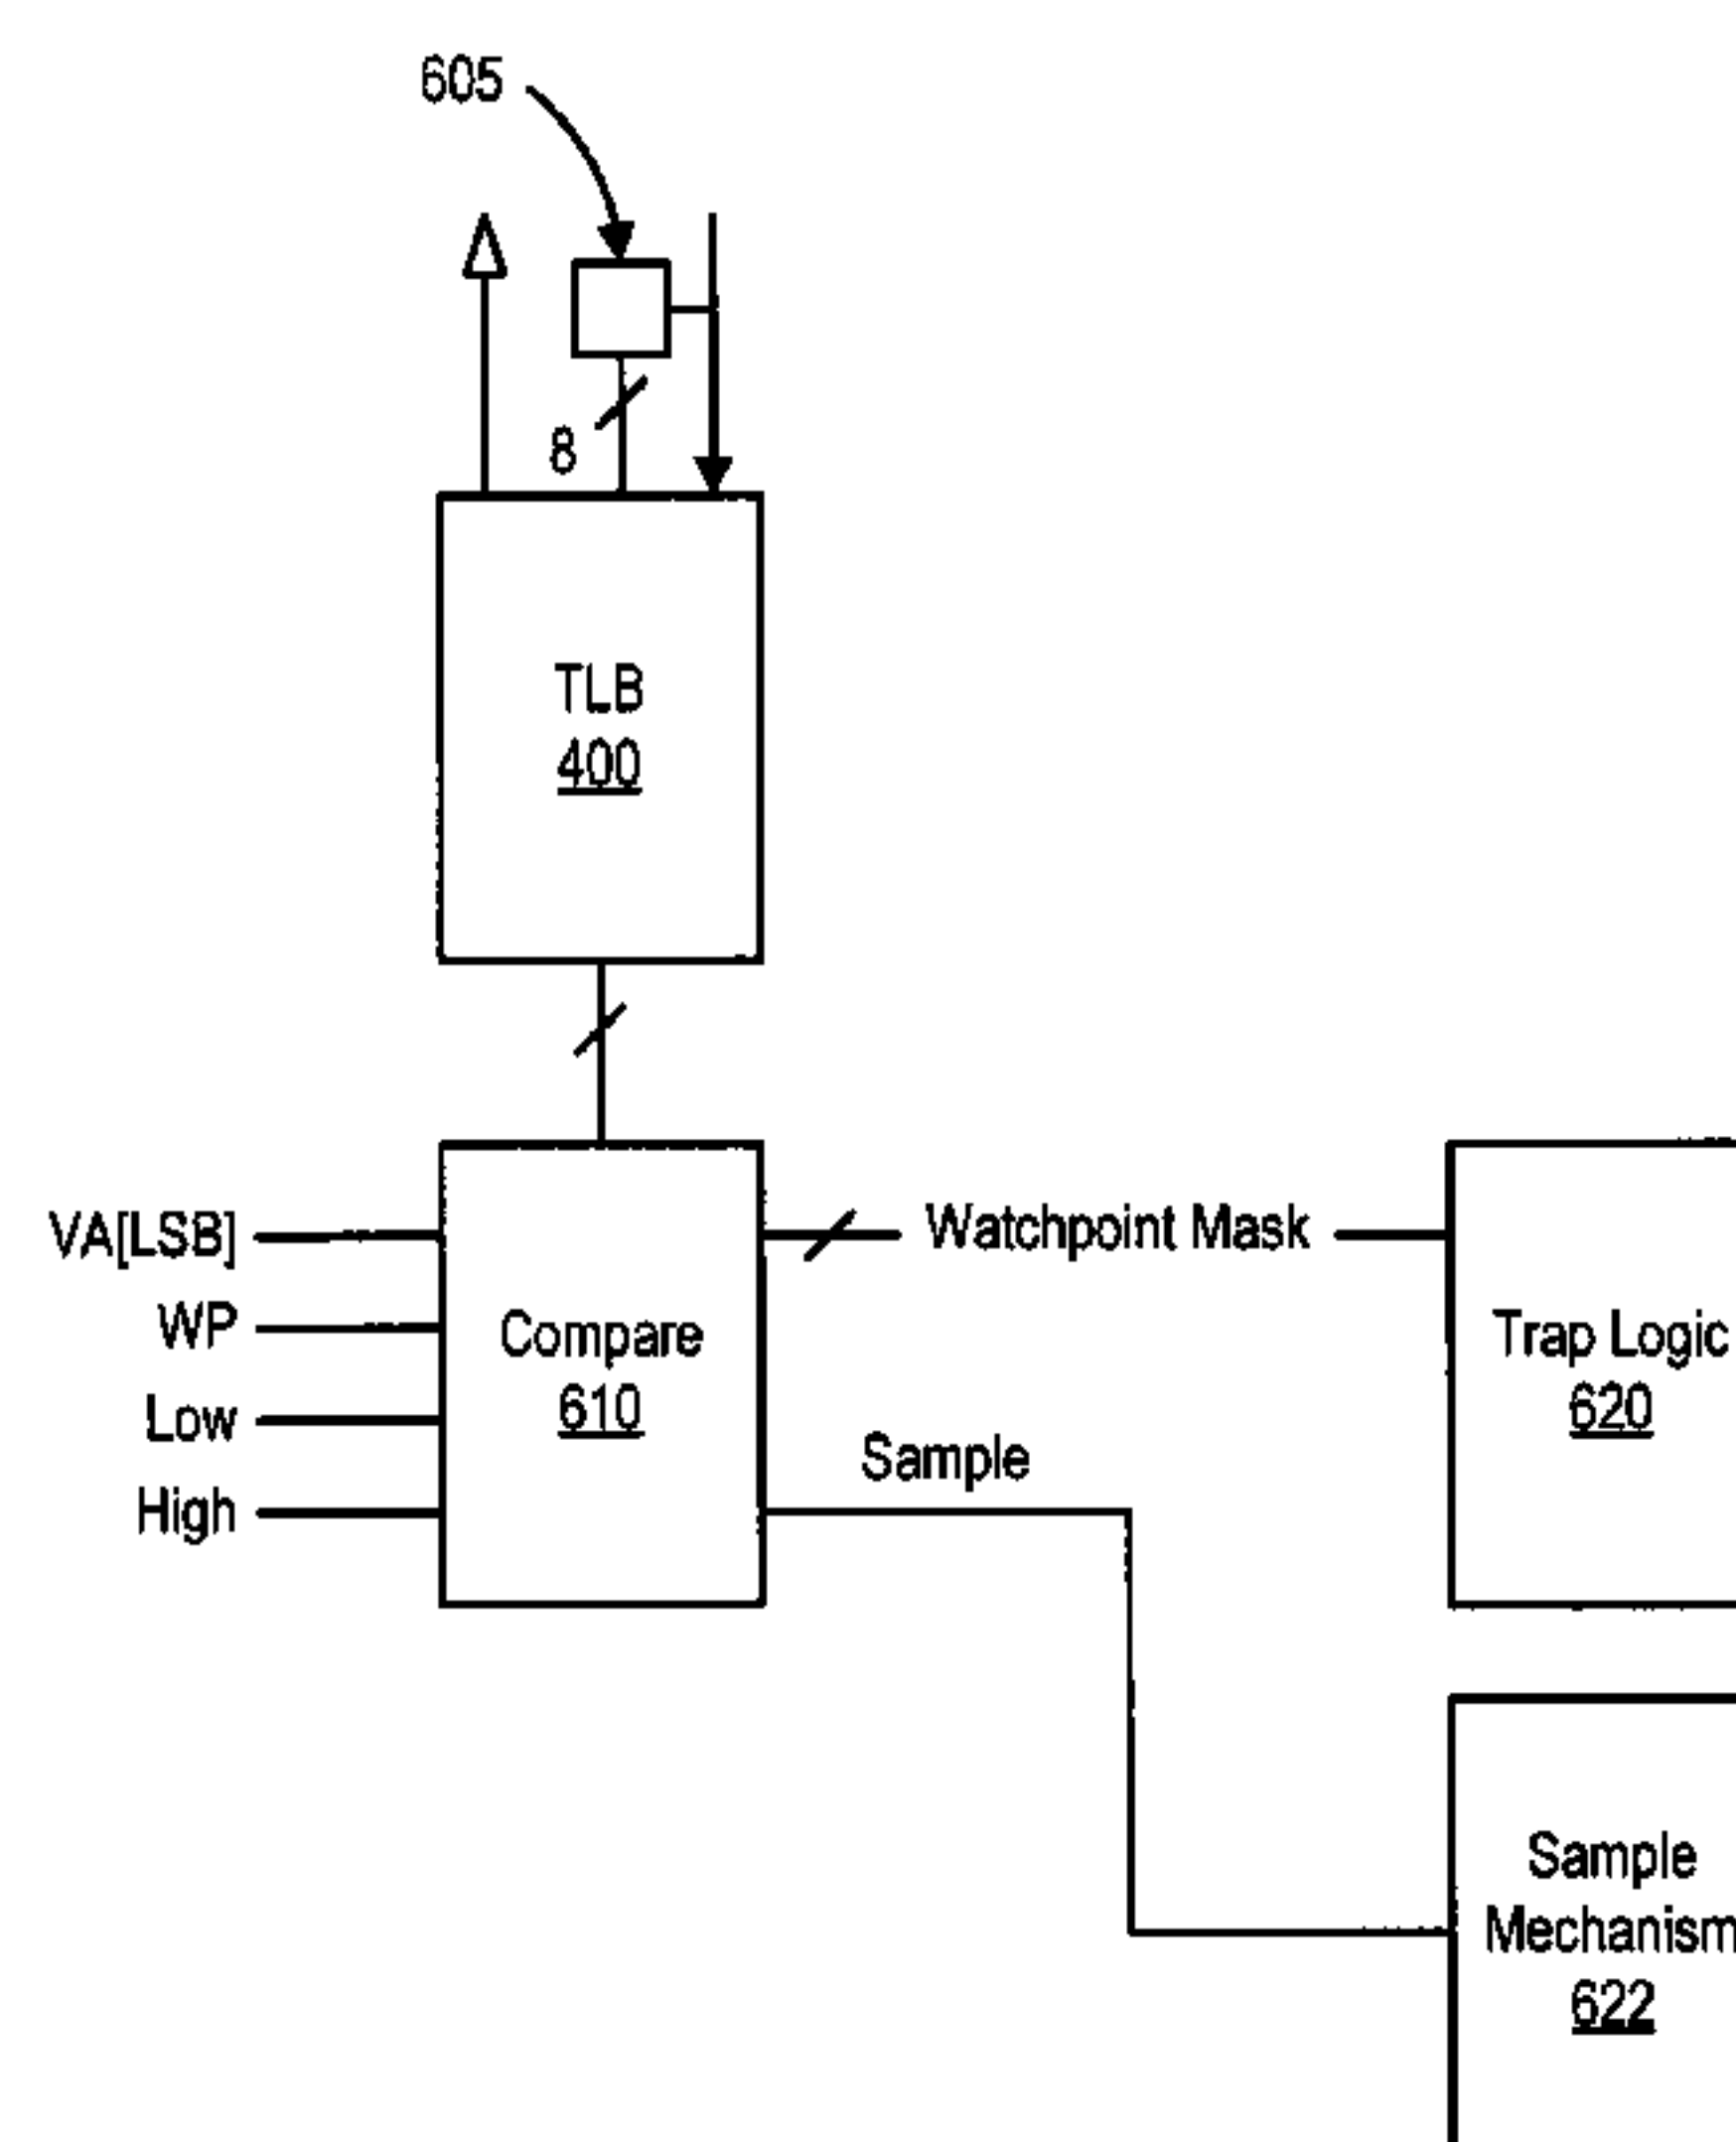 605
8
TLB
400
VA[LSB]
WP
Low
High
Compare
610
Watchpoint Mask
Sample
Trap Logic
620
Sample
Mechanism
622